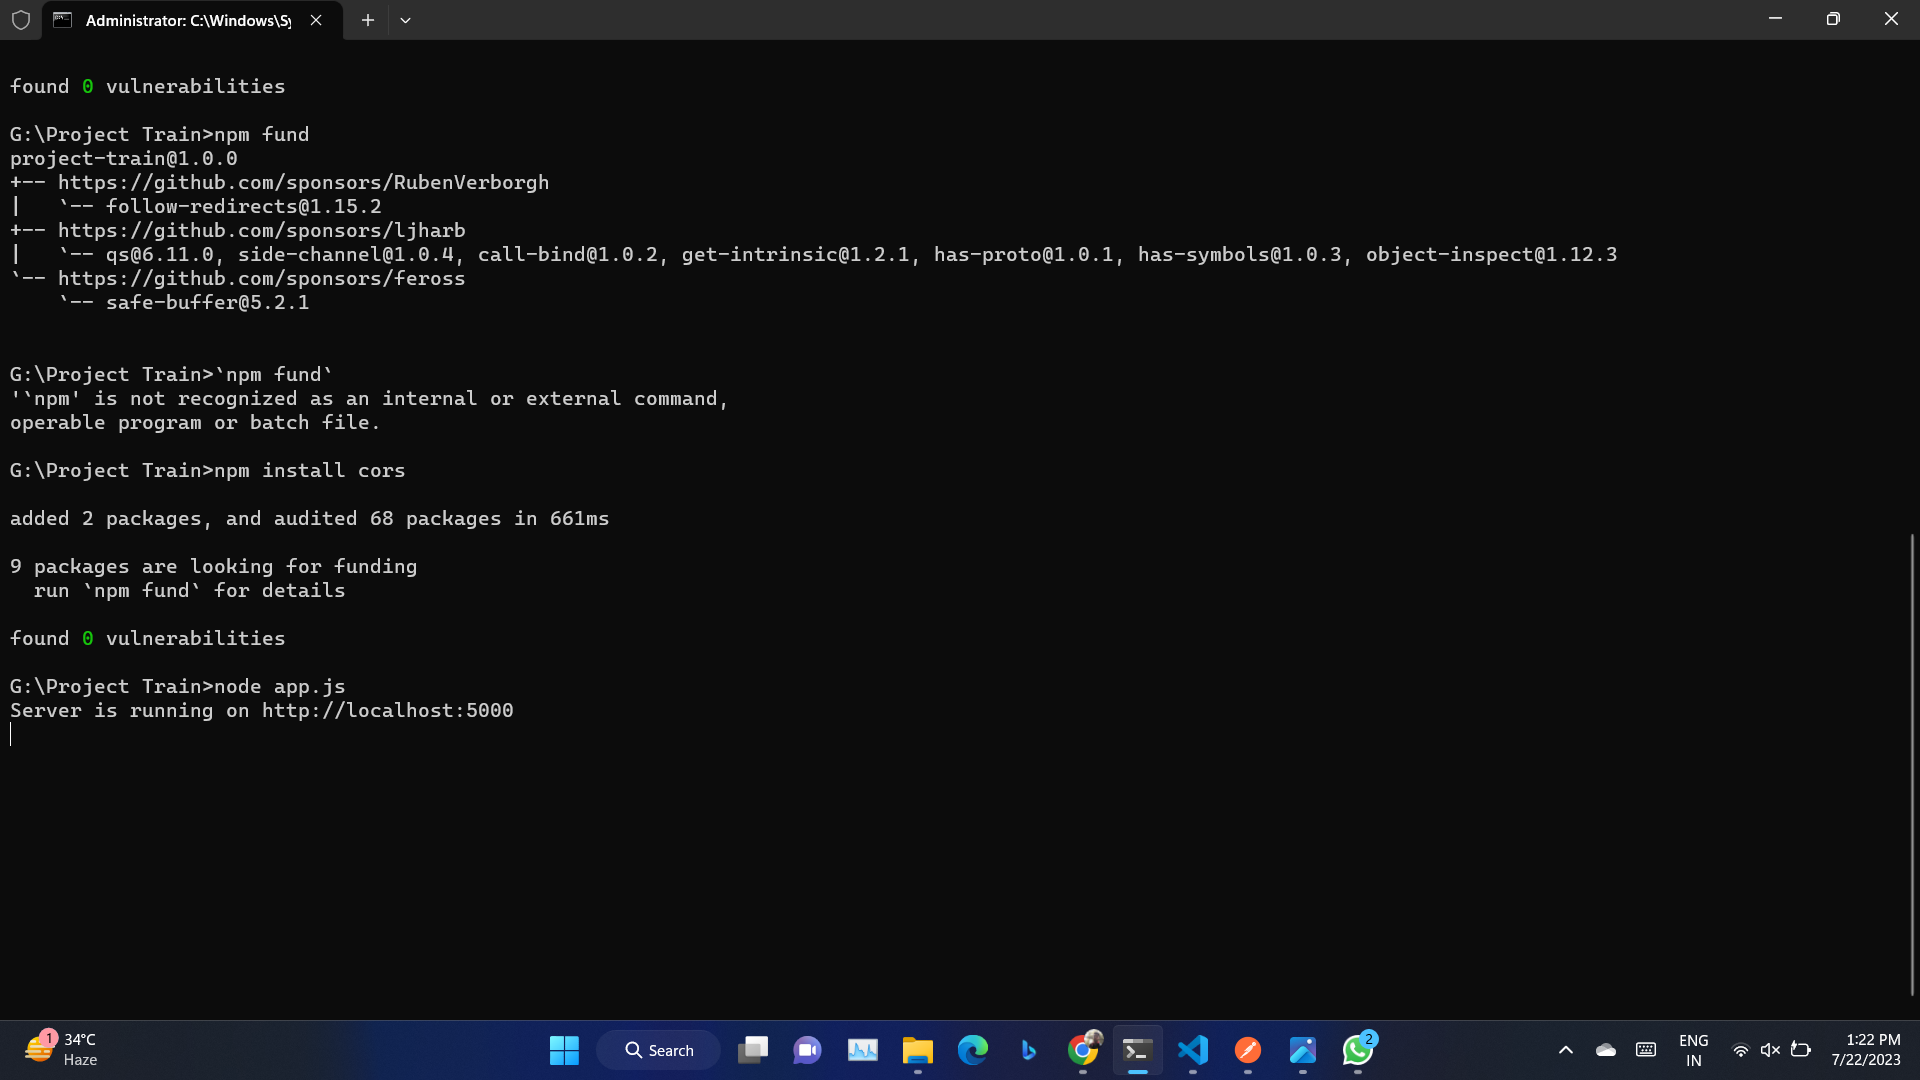 Administrator: C:\Windows\Sy
found 0 vulnerabilities
G:\Project Train>npm fund
project-train@1.0.0
+-- https://github.com/sponsors/RubenVerborgh
|   `-- follow-redirects@1.15.2
+-- https://github.com/sponsors/ljharb
|   `-- qs@6.11.0, side-channel@1.0.4, call-bind@1.0.2, get-intrinsic@1.2.1, has-proto@1.0.1, has-symbols@1.0.3, object-inspect@1.12.3
`-- https://github.com/sponsors/feross
    `-- safe-buffer@5.2.1
G:\Project Train>`npm fund`
'`npm' is not recognized as an internal or external command,
operable program or batch file.
G:\Project Train>npm install cors
added 2 packages, and audited 68 packages in 661ms
9 packages are looking for funding
  run `npm fund` for details
found 0 vulnerabilities
G:\Project Train>node app.js
Server is running on http://localhost:5000
1
34°C
Haze
Search
2
ENG
IN
1:22 PM
7/22/2023